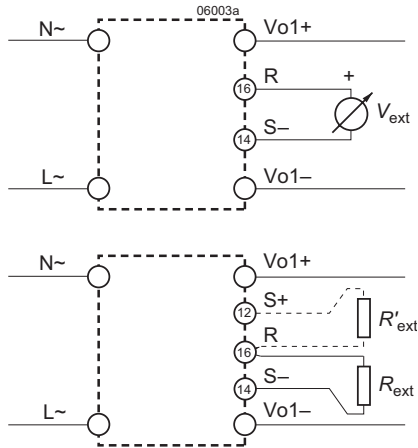 06003a
N~ Vo1+
R +
16
Vext
S–
14
L~ Vo1–
N~ Vo1+
S+
12
R'ext
R
16
S–
Rext
14
L~ Vo1–